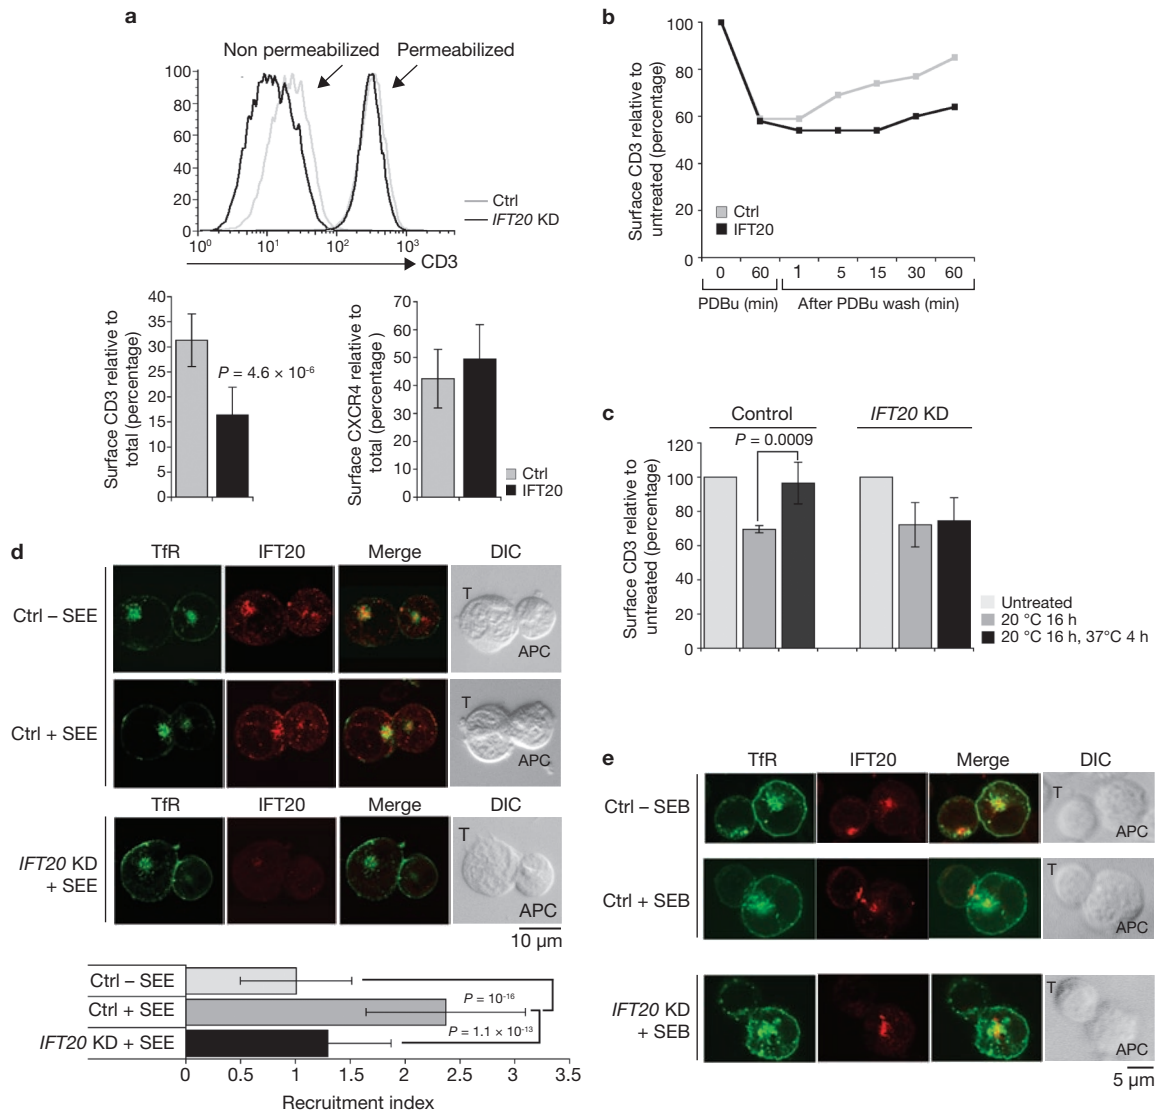 a
Non permeabilized
Permeabilized
100
80
60
40
20
0
10⁰
10¹
10²
10³
CD3
Ctrl
IFT20 KD
Surface CD3 relative to
total (percentage)
40
35
30
25
20
15
10
5
0
P = 4.6 × 10⁻⁶
Surface CXCR4 relative to
total (percentage)
70
60
50
40
30
20
10
0
Ctrl
IFT20
b
Surface CD3 relative to
untreated (percentage)
100
80
60
40
20
0
Ctrl
IFT20
0
60
1
5
15
30
60
PDBu (min)
After PDBu wash (min)
c
Control
IFT20 KD
P = 0.0009
Surface CD3 relative to
untreated (percentage)
120
100
80
60
40
20
0
Untreated
20 °C 16 h
20 °C 16 h, 37°C 4 h
d
TfR
IFT20
Merge
DIC
Ctrl – SEE
T
APC
Ctrl + SEE
T
APC
TfR
IFT20
Merge
DIC
IFT20 KD
+ SEE
T
APC
10 µm
Ctrl – SEE
Ctrl + SEE
IFT20 KD + SEE
P = 10⁻¹⁶
P = 1.1 × 10⁻¹³
0
0.5
1
1.5
2
2.5
3
3.5
Recruitment index
e
TfR
IFT20
Merge
DIC
Ctrl – SEB
T
APC
Ctrl + SEB
T
APC
IFT20 KD
+ SEB
T
APC
5 µm